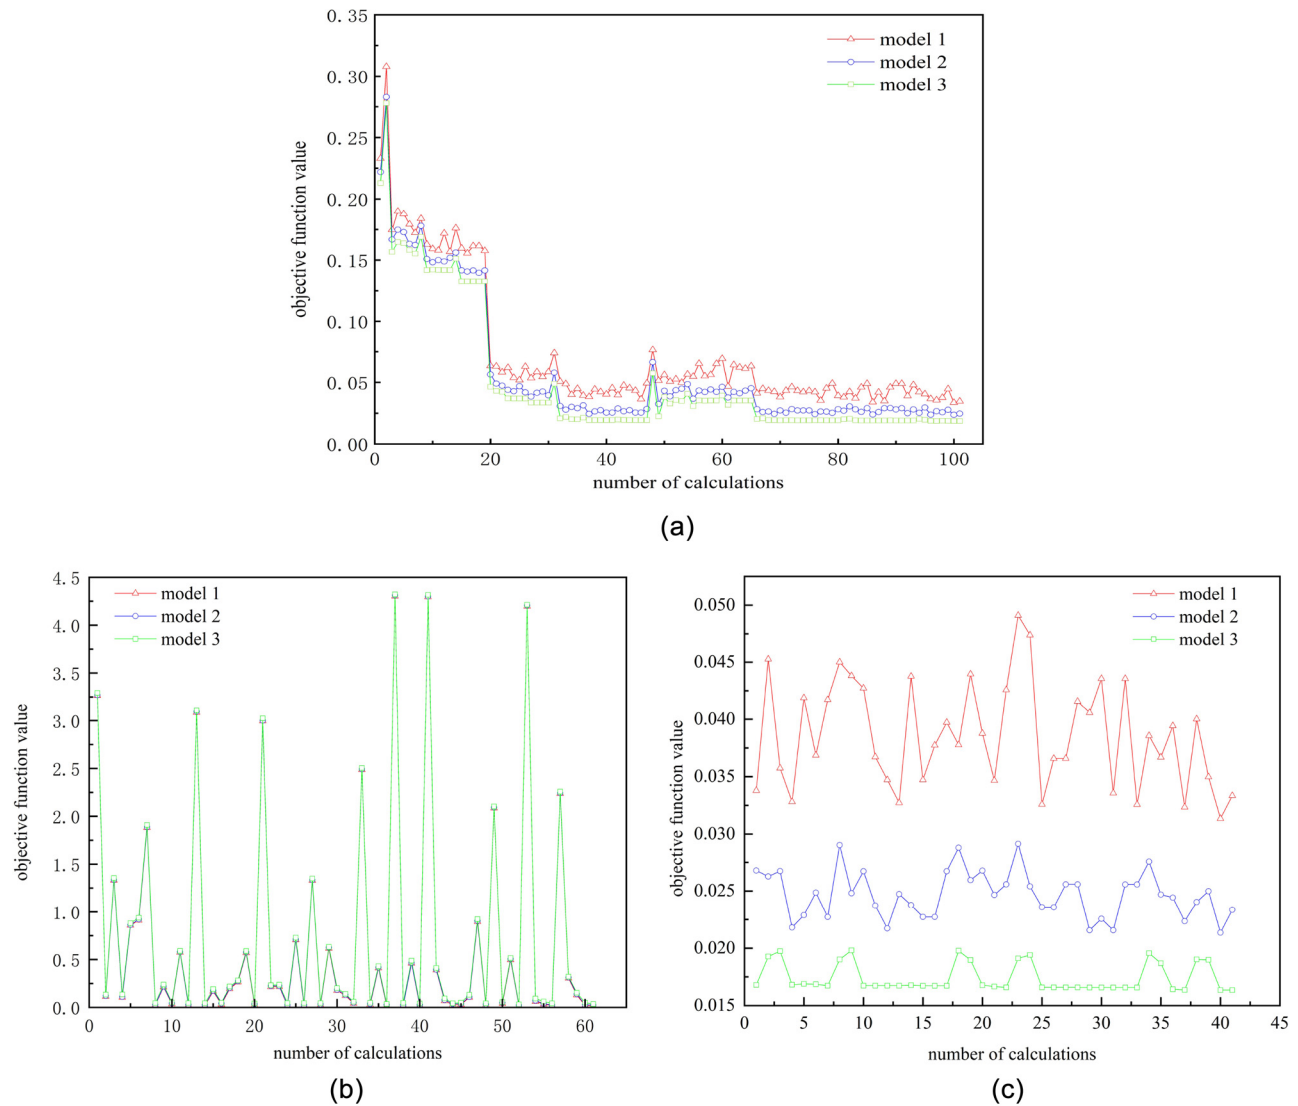 (a)
0.35
0.30
0.25
0.20
0.15
0.10
0.05
0.00
objective function value
model 1
model 2
model 3
0 20 40 60 80 100
number of calculations
(a)
4.5
4.0
3.5
3.0
2.5
2.0
1.5
1.0
0.5
0.0
objective function value
model 1
model 2
model 3
0 10 20 30 40 50 60
number of calculations
(b)
0.050
0.045
0.040
0.035
0.030
0.025
0.020
0.015
objective function value
model 1
model 2
model 3
0 5 10 15 20 25 30 35 40 45
number of calculations
(c)